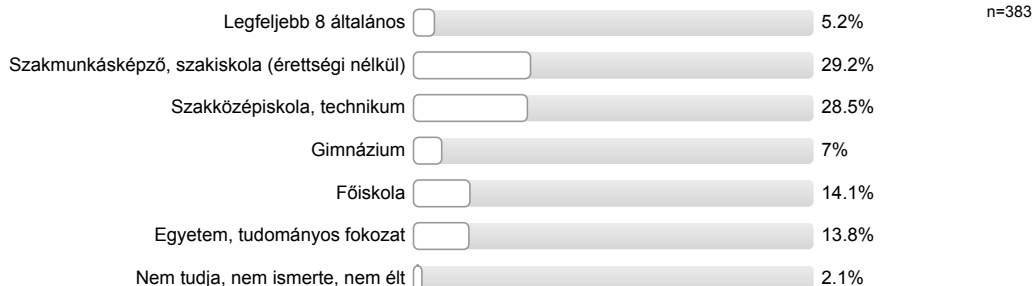 Legfeljebb 8 általános 5.2% n=383
Szakmunkásképző, szakiskola (érettségi nélkül) 29.2%
Szakközépiskola, technikum 28.5%
Gimnázium 7%
Főiskola 14.1%
Egyetem, tudományos fokozat 13.8%
Nem tudja, nem ismerte, nem élt 2.1%